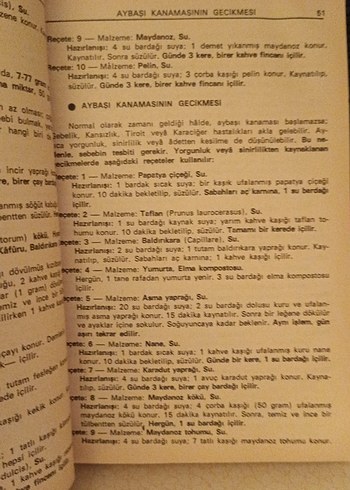 AYBAŞI KANAMASININ GECİKMESİ 51
Reçete: 9 — Malzeme: Maydanoz, Su.
Hazırlanışı: 4 su bardağı suya; 1 demet yıkanmış maydanoz konur.
Kaynatılır. Sonra süzülür. Günde 3 kere, birer kahve fincanı içilir.
Reçete: 10 — Malzeme: Pelin, Su.
Hazırlanışı: 4 su bardağı suya; 3 çorba kaşığı pelin konur. Kaynatılıp,
süzülür. Günde 3 kere, birer kahve fincanı içilir.
● AYBAŞI KANAMASININ GECİKMESİ
Normal olarak zamanı geldiği hâlde, aybaşı kanaması başlamazsa;
Gebelik, Kansızlık, Tiroit veya Karaciğer hastalıkları akla gelebilir. Ay-
rıca yorgunluk, sinirlilik veya âdetten kesilme de düşünülebilir. Bu ne-
denle, sebebin tesbiti gerekir. Yorgunluk veya sinirlilikten kaynaklanan
gecikmelerde aşağıdaki reçeteler kullanılır:
Reçete: 1 — Malzeme: Papatya çiçeği, Su.
Hazırlanışı: 1 bardak sıcak suya; bir kaşık ufalanmış papatya çiçeği
konur. 10 dakika bekletilip, süzülür. Sabahları aç karnına, 1 su bardağı
içilir.
Reçete: 2 — Malzeme: Taflan (Prunus laurocerasus), Su.
Hazırlanışı: 1 su bardağı kaynar suya; yarım kahve kaşığı taflan to-
humu konur. 10 dakika bekletilip, süzülür. Tamamı bir kerede içilir.
Reçete: 3 — Malzeme: Baldırıkara (Capillaire), Su.
Hazırlanışı: 2 su bardağı suya; 1 tutam baldırıkara yaprağı konur. Kay-
natılıp, süzülür. Sabahları aç karnına; 1 kahve kaşığı içilir.
Reçete: 4 — Malzeme: Yumurta, Elma kompostosu.
Hergün, 1 tane rafadan yumurta yenir. 3 su bardağı elma kompostosu
içilir.
Reçete: 5 — Malzeme: Asma yaprağı, Su.
Hazırlanışı: 20 su bardağı suya; 2 su bardağı dolusu kuru ve ufalan-
mış asma yaprağı konur. 15 dakika kaynatılır. Sonra bir leğene dökülür
ve ayaklar içine sokulur. Soğuyuncaya kadar beklenir. Aynı işlem, gün
aşırı tekrar edilir.
Reçete: 6 — Malzeme: Nane, Su.
Hazırlanışı: 1 bardak sıcak suya; 1 kahve kaşığı ufalanmış kuru nane
konur. 10 dakika bekletilip, süzülür. Günde bir kere, 1 su bardağı içilir.
Reçete: 7 — Malzeme: Karadut yaprağı, Su.
Hazırlanışı: 4 su bardağı suya; 1 avuç karadut yaprağı konur. Kayna-
tılıp, süzülür. Günde 3 kere, birer çay bardağı içilir.
Reçete: 8 — Malzeme: Maydanoz kökü, Su.
Hazırlanışı: 4 su bardağı suya; 4 çorba kaşığı (50 gram) ufalanmış
maydanoz kökü konur. 15 dakika kaynatılır. Sonra, temiz ve ince bir
tülbentten süzülür. Hergün, 1 su bardağı içilir.
Reçete: 9 — Malzeme: Maydanoz tohumu, Su.
Hazırlanışı: 4 su bardağı suya; 7 tatlı kaşığı maydanoz tohumu konur.